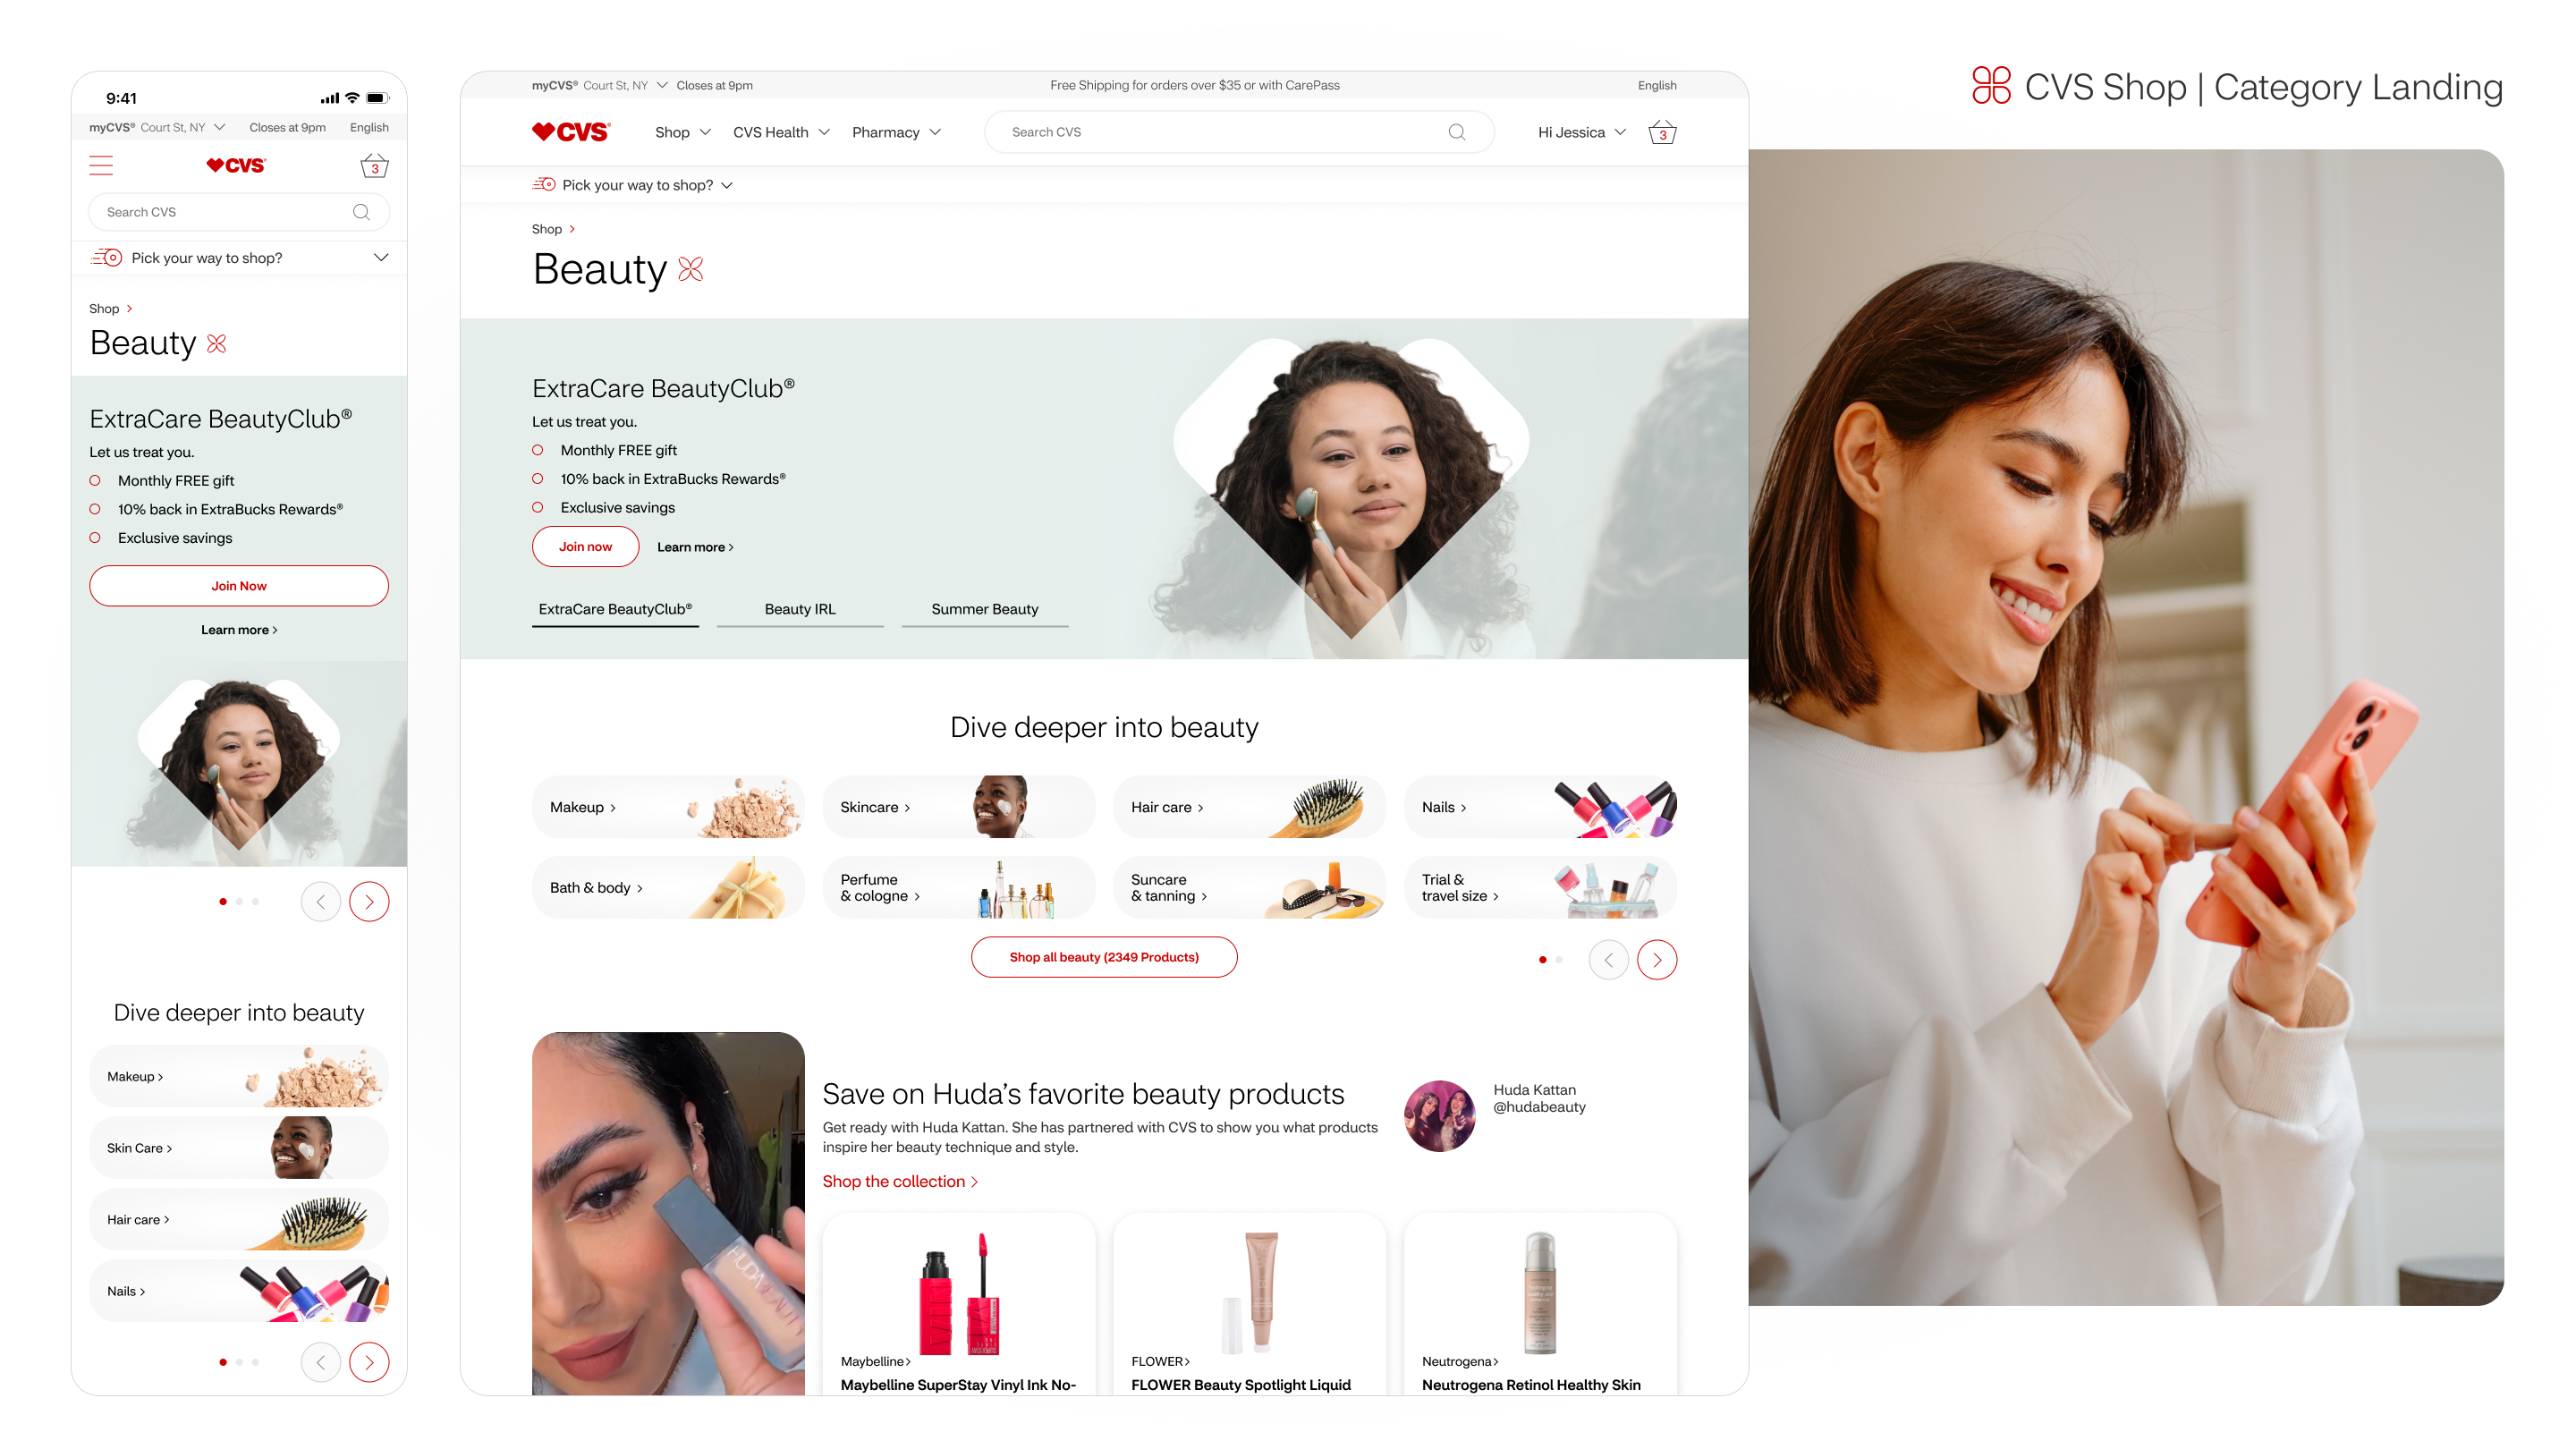 CVS Shop | Category Landing
9:41
myCVS® Court St, NY Closes at 9pm English
CVS®
3
Search CVS
Pick your way to shop?
Shop >
Beauty
ExtraCare BeautyClub®
Let us treat you.
Monthly FREE gift
10% back in ExtraBucks Rewards®
Exclusive savings
Join Now
Learn more >
Dive deeper into beauty
Makeup >
Skin Care >
Hair care >
Nails >
myCVS® Court St, NY Closes at 9pm Free Shipping for orders over $35 or with CarePass English
CVS® Shop CVS Health Pharmacy Search CVS Hi Jessica 3
Pick your way to shop?
Shop >
Beauty
ExtraCare BeautyClub®
Let us treat you.
Monthly FREE gift
10% back in ExtraBucks Rewards®
Exclusive savings
Join now Learn more >
ExtraCare BeautyClub® Beauty IRL Summer Beauty
Dive deeper into beauty
Makeup > Skincare > Hair care > Nails >
Bath & body >
Perfume
& cologne >
Suncare
& tanning >
Trial &
travel size >
Shop all beauty (2349 Products)
HUDA
Save on Huda’s favorite beauty products
Get ready with Huda Kattan. She has partnered with CVS to show you what products
inspire her beauty technique and style.
Shop the collection >
Huda Kattan
@hudabeauty
Maybelline>
Maybelline SuperStay Vinyl Ink No-
FLOWER>
FLOWER Beauty Spotlight Liquid
Neutrogena>
Neutrogena Retinol Healthy Skin